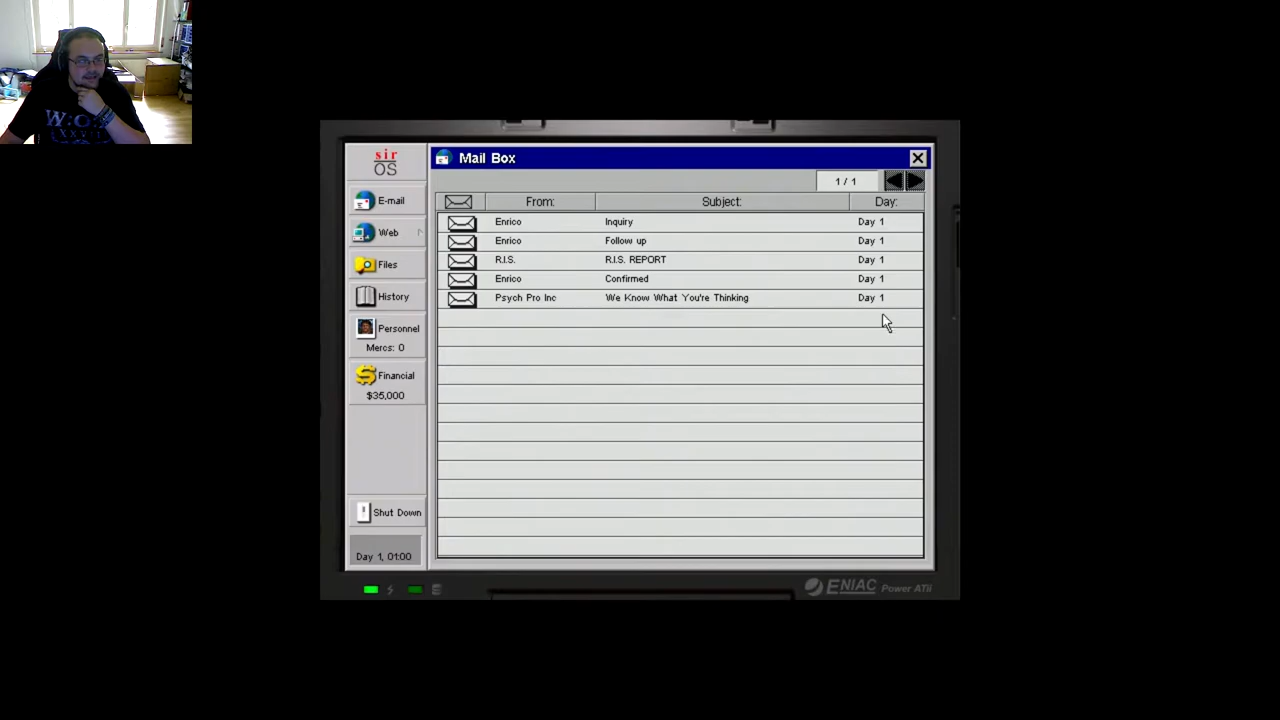 sir
OS
Mail Box
1 / 1
E-mail
From:
Subject:
Day:
Enrico
Inquiry
Day 1
Web
Enrico
Follow up
Day 1
Files
R.I.S.
R.I.S. REPORT
Day 1
History
Enrico
Confirmed
Day 1
Psych Pro Inc
We Know What You're Thinking
Day 1
Personnel
Mercs: 0
Financial
$35,000
Shut Down
Day 1, 01:00
ENIAC Power ATii
W:O: